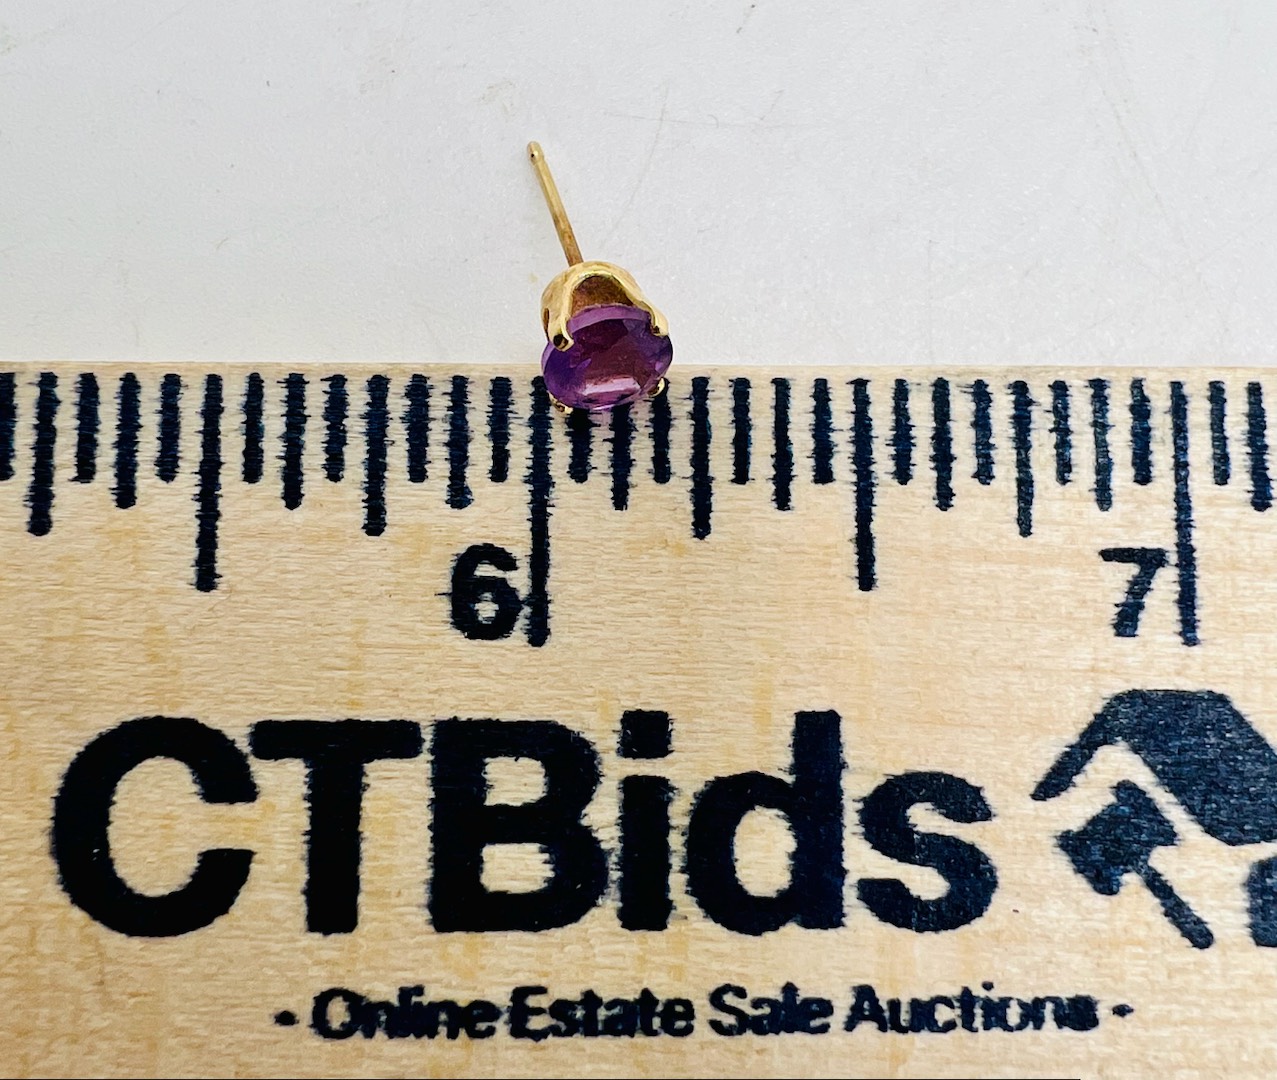 6 7
CTBids
- Online Estate Sale Auctions -